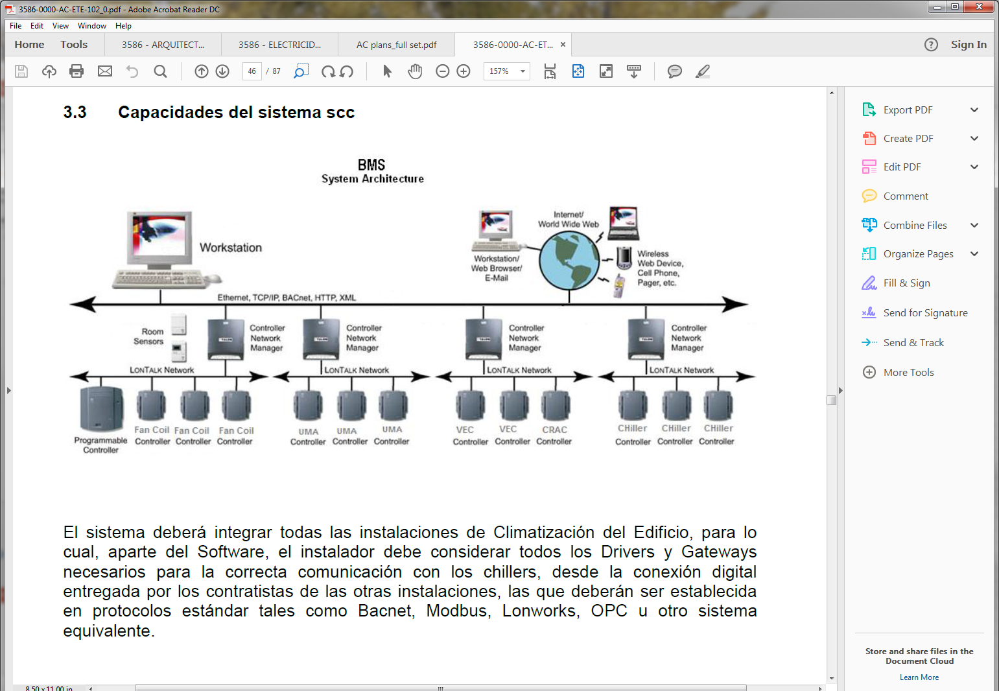 3586-0000-AC-ETE-102_0.pdf - Adobe Acrobat Reader DC
File Edit View Window Help
Home Tools 3586 - ARQUITECT... 3586 - ELECTRICID... AC plans_full set.pdf 3586-0000-AC-ET... × ? Sign In
46 / 87 157%
3.3 Capacidades del sistema scc
BMS
System Architecture
Workstation
Workstation/
Web Browser/
E-Mail
Internet/
World Wide Web
Wireless
Web Device,
Cell Phone,
Pager, etc.
Ethernet, TCP/IP, BACnet, HTTP, XML
Room
Sensors
Controller
Network
Manager
Controller
Network
Manager
Controller
Network
Manager
Controller
Network
Manager
LONTALK Network LONTALK Network LONTALK Network LONTALK Network
Programmable
Controller
Fan Coil Fan Coil Fan Coil
Controller Controller Controller
UMA UMA UMA
Controller Controller Controller
VEC VEC CRAC
Controller Controller Controller
CHiller CHiller CHiller
Controller Controller Controller
El sistema deberá integrar todas las instalaciones de Climatización del Edificio, para lo
cual, aparte del Software, el instalador debe considerar todos los Drivers y Gateways
necesarios para la correcta comunicación con los chillers, desde la conexión digital
entregada por los contratistas de las otras instalaciones, las que deberán ser establecida
en protocolos estándar tales como Bacnet, Modbus, Lonworks, OPC u otro sistema
equivalente.
8.50 x 11.00 in
Export PDF
Create PDF
Edit PDF
Comment
Combine Files
Organize Pages
Fill & Sign
Send for Signature
Send & Track
More Tools
Store and share files in the
Document Cloud
Learn More